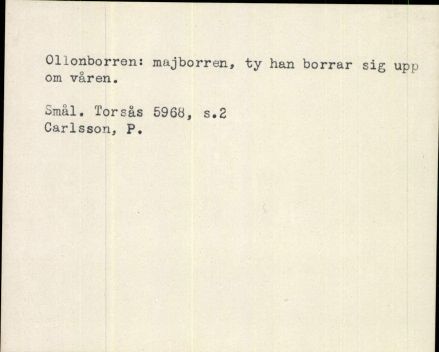 Ollonborren: majborren, ty han borrar sig upp
om våren.
Smål. Torsås 5968, s.2
Carlsson, P.